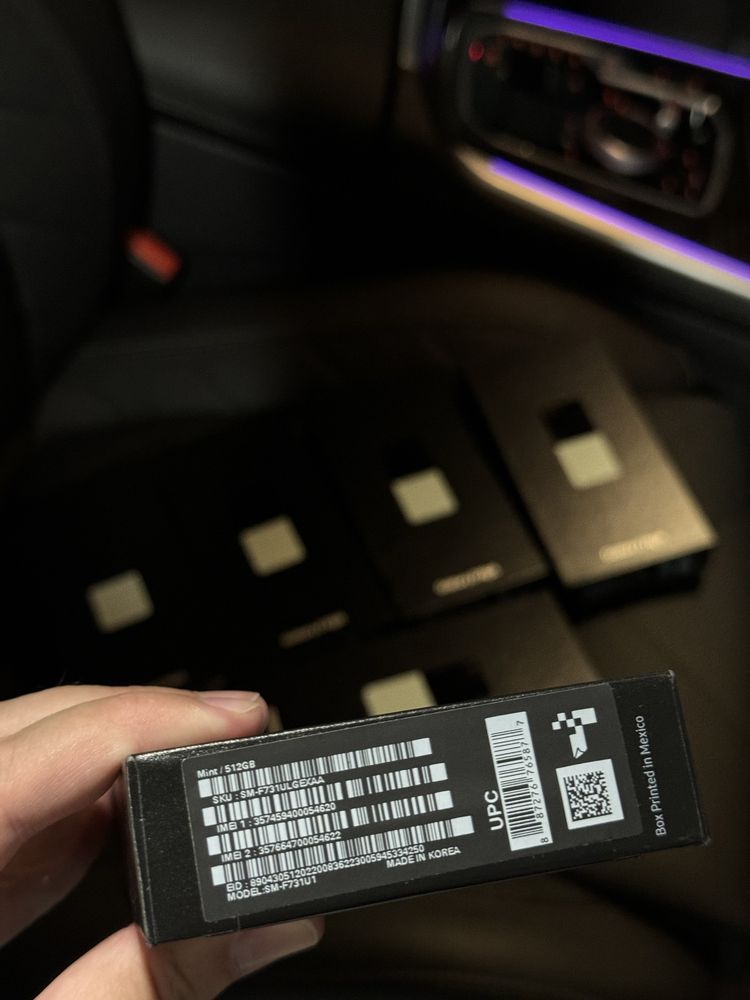 Mint / 512GB
SKU : SM-F731ULGEXAA
IMEI 1 : 357459400054620
IMEI 2 : 357664700054622
EID : 89043051202200836223005945334250
MODEL:SM-F731U1
MADE IN KOREA
UPC
8 87276 76587 7
Box Printed in Mexico